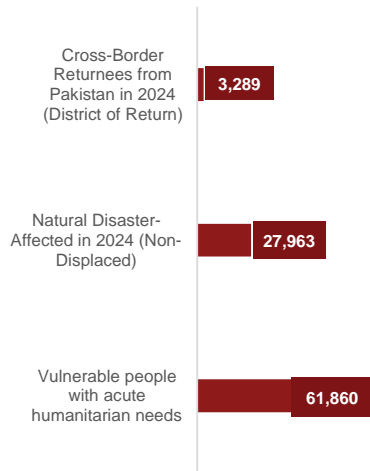 Cross-Border
Returnees from
Pakistan in 2024
(District of Return)
3,289
Natural Disaster-
Affected in 2024 (Non-
Displaced)
27,963
Vulnerable people
with acute
humanitarian needs
61,860